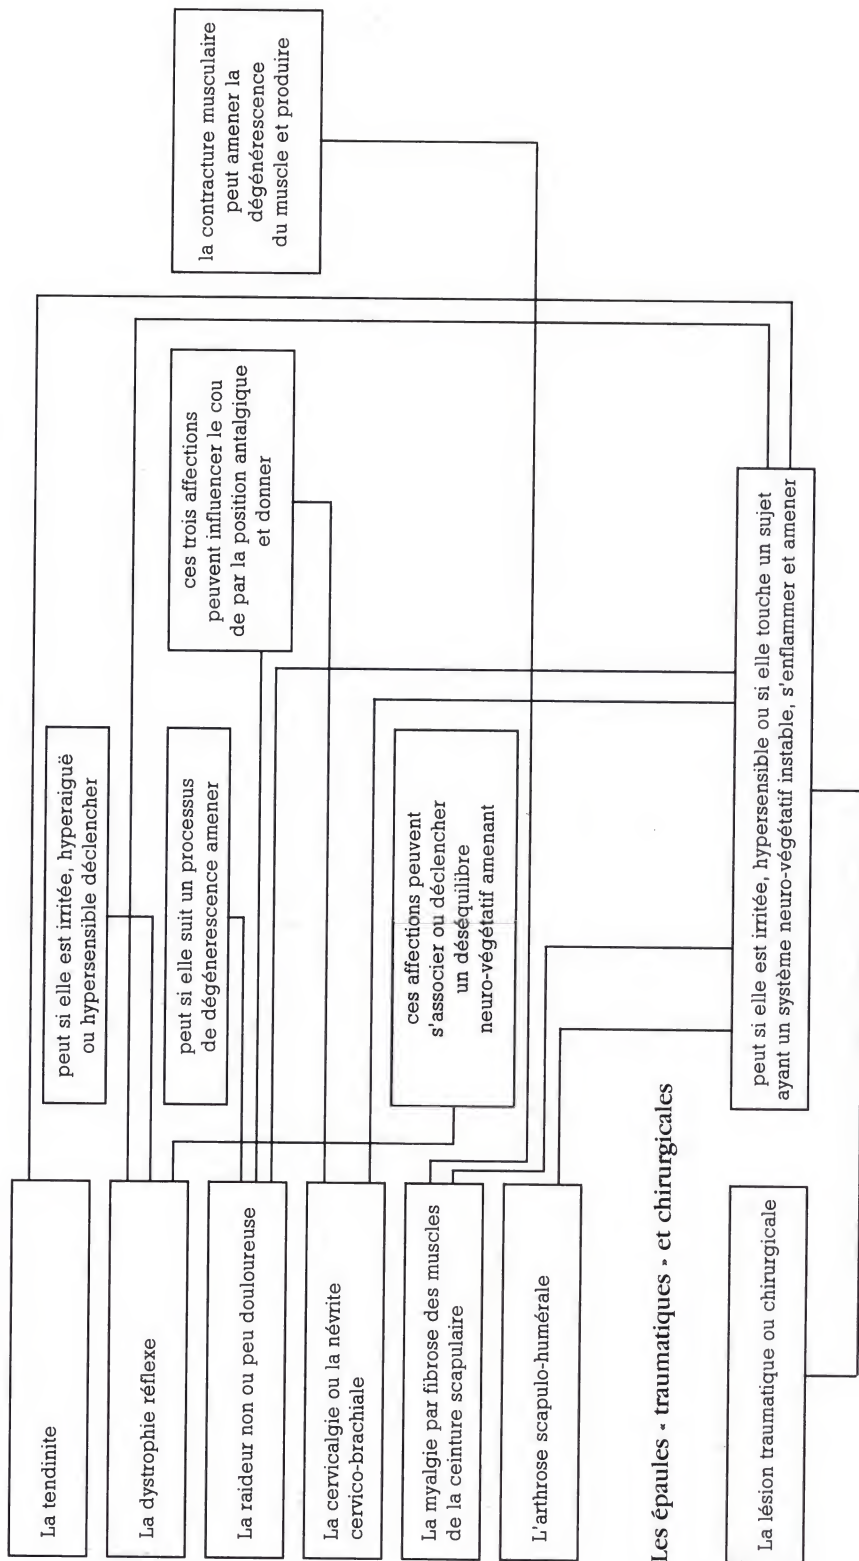 La tendinite
La dystrophie réflexe
La raideur non ou peu douloureuse
La cervicalgie ou la névrite
cervico-brachiale
La myalgie par fibrose des muscles
de la ceinture scapulaire
L'arthrose scapulo-humérale
peut si elle est irritée, hyperaiguë
ou hypersensible déclencher
peut si elle suit un processus
de dégénerescence amener
ces affections peuvent
s'associer ou déclencher
un déséquilibre
neuro-végétatif amenant
ces trois affections
peuvent influencer le cou
de par la position antalgique
et donner
la contracture musculaire
peut amener la
dégénérescence
du muscle et produire
Les épaules « traumatiques » et chirurgicales
La lésion traumatique ou chirurgicale
peut si elle est irritée, hypersensible ou si elle touche un sujet
ayant un système neuro-végétatif instable, s'enflammer et amener